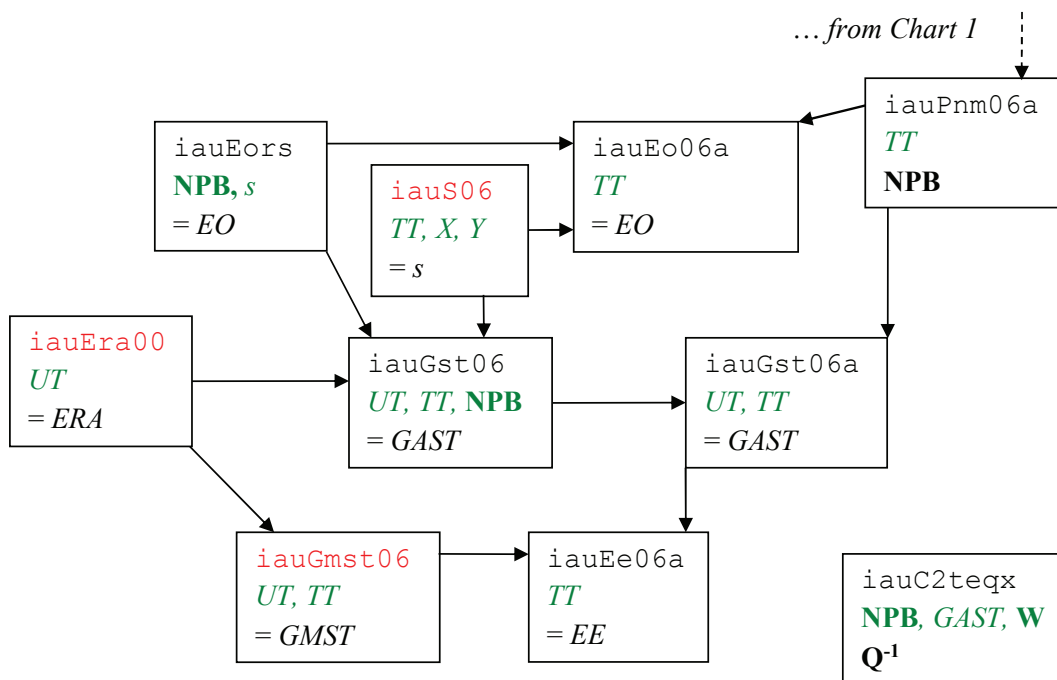 … from Chart 1
iauPnm06a
TT
NPB
iauEors
NPB, s
= EO
iauEo06a
TT
= EO
iauS06
TT, X, Y
= s
iauEra00
UT
= ERA
iauGst06
UT, TT, NPB
= GAST
iauGst06a
UT, TT
= GAST
iauGmst06
UT, TT
= GMST
iauEe06a
TT
= EE
iauC2teqx
NPB, GAST, W
Q⁻¹